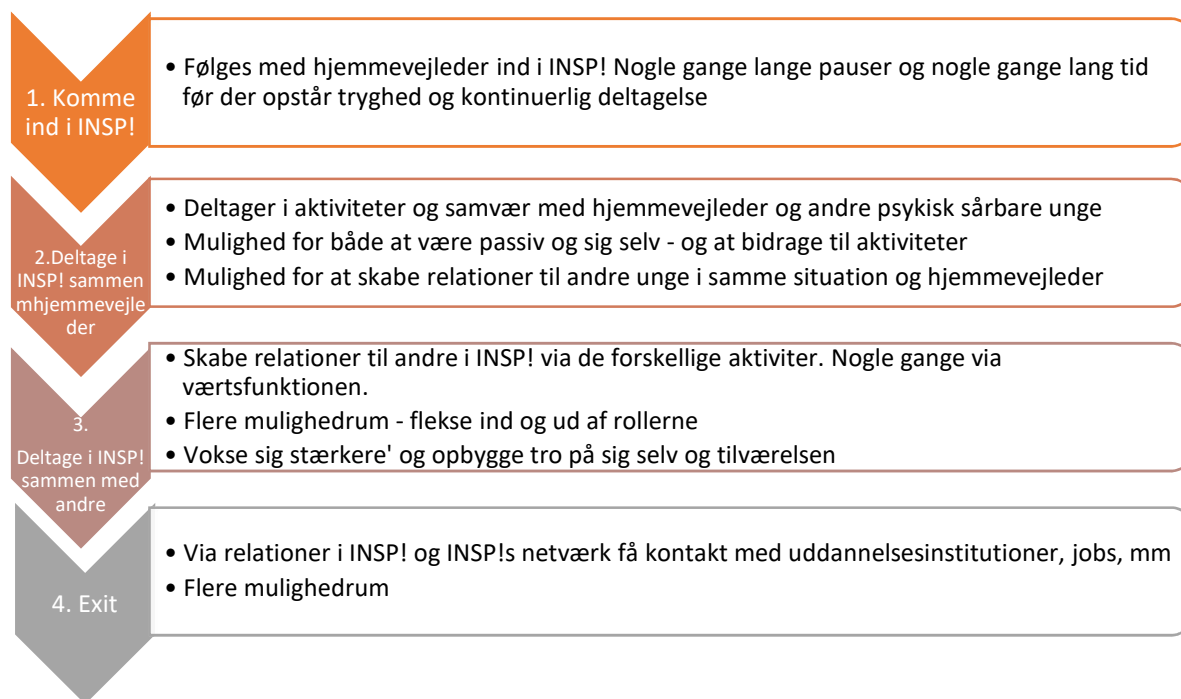 1. Komme
ind i INSP!
• Følges med hjemmevejleder ind i INSP! Nogle gange lange pauser og nogle gange lang tid
før der opstår tryghed og kontinuerlig deltagelse
2.Deltage i
INSP! sammen
mhjemmevejle
der
• Deltager i aktiviteter og samvær med hjemmevejleder og andre psykisk sårbare unge
• Mulighed for både at være passiv og sig selv - og at bidrage til aktiviteter
• Mulighed for at skabe relationer til andre unge i samme situation og hjemmevejleder
3.
Deltage i INSP!
sammen med
andre
• Skabe relationer til andre i INSP! via de forskellige aktiviter. Nogle gange via
værtsfunktionen.
• Flere mulighedrum - flekse ind og ud af rollerne
• Vokse sig stærkere' og opbygge tro på sig selv og tilværelsen
4. Exit
• Via relationer i INSP! og INSP!s netværk få kontakt med uddannelsesinstitutioner, jobs, mm
• Flere mulighedrum